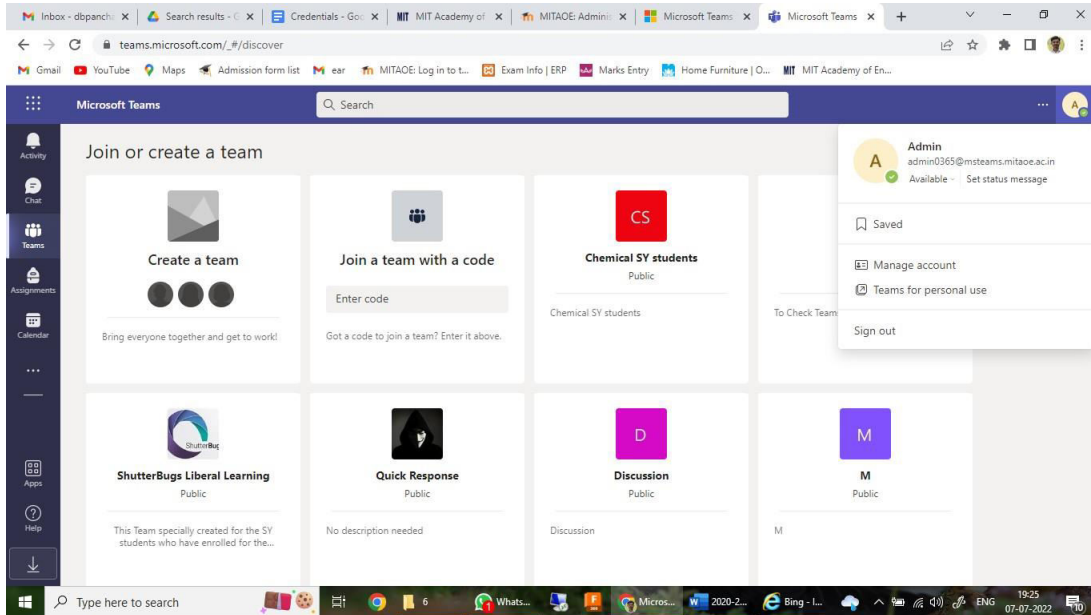 Inbox - dbpanch
Search results - G
Credentials - Goo
MIT MIT Academy of
MITAOE: Adminis
Microsoft Teams
Microsoft Teams
teams.microsoft.com/_#/discover
Gmail
YouTube
Maps
Admission form list
ear
MITAOE: Log in to t...
Exam Info | ERP
Marks Entry
Home Furniture | O...
MIT MIT Academy of En...
Microsoft Teams
Search
A
Activity
Chat
Teams
Assignments
Calendar
Apps
Help
Join or create a team
Create a team
Bring everyone together and get to work!
Join a team with a code
Enter code
Got a code to join a team? Enter it above.
CS
Chemical SY students
Public
Chemical SY students
To Check Team
A
Admin
admin0365@msteams.mitaoe.ac.in
Available
Set status message
Saved
Manage account
Teams for personal use
Sign out
ShutterBug
ShutterBugs Liberal Learning
Public
This Team specially created for the SY
students who have enrolled for the...
Quick Response
Public
No description needed
D
Discussion
Public
Discussion
M
M
Public
M
Type here to search
6
Whats...
Micros...
2020-2...
Bing - I...
ENG
19:25
07-07-2022